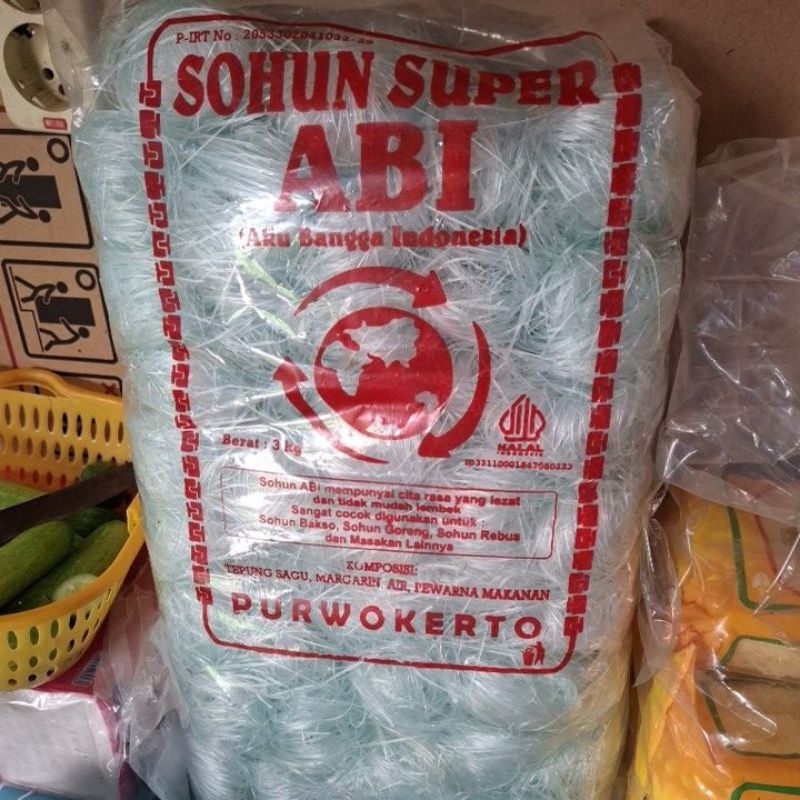 SOHUN SUPER
ABI
(Aku Bangga Indonesia)
Berat : 3 kg
HALAL
INDONESIA
Sohun ABI mempunyai cita rasa yang lezat
dan tidak mudah lembek
Sangat cocok digunakan untuk :
Sohun Bakso, Sohun Goreng, Sohun Rebus
dan Masakan Lainnya
KOMPOSISI:
TEPUNG SAGU, MARGARIN AIR, PEWARNA MAKANAN
PURWOKERTO